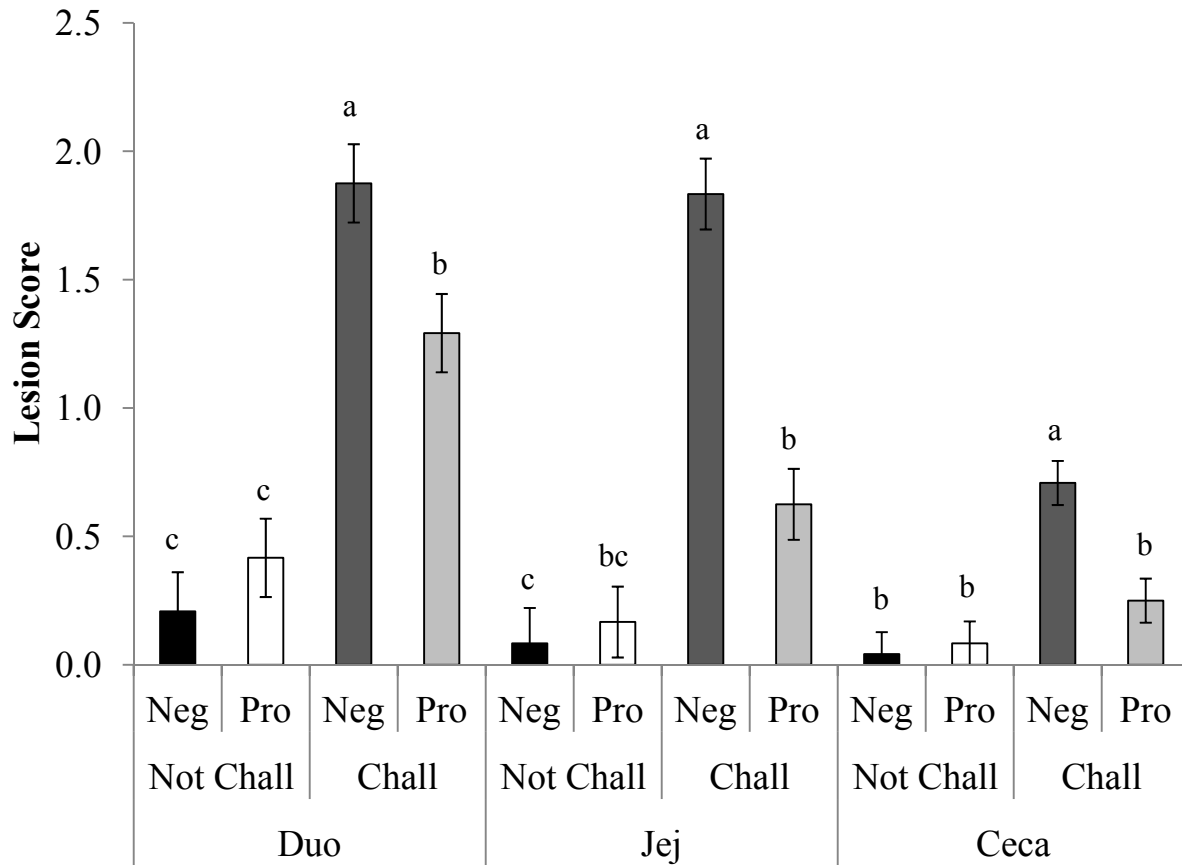 2.5
a
a
2.0
b
1.5
Lesion Score
1.0
a
b
0.5
c
c
c
bc
b
b
b
0.0
Neg Pro Neg Pro Neg Pro Neg Pro Neg Pro Neg Pro
Not Chall Chall Not Chall Chall Not Chall Chall
Duo Jej Ceca